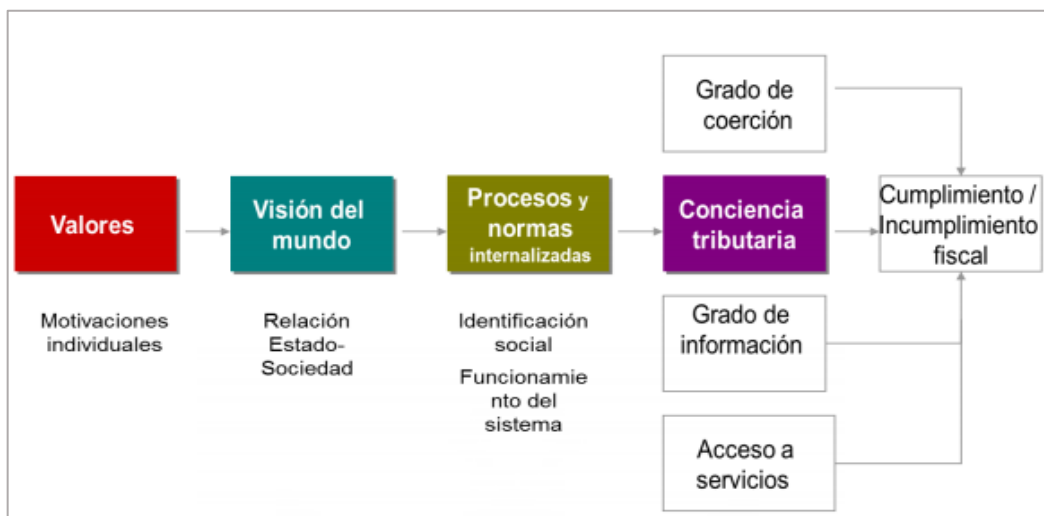 Grado de
coerción
Valores
Visión del
mundo
Procesos y
normas
internalizadas
Conciencia
tributaria
Cumplimiento /
Incumplimiento
fiscal
Motivaciones
individuales
Relación
Estado-
Sociedad
Identificación
social
Funcionamie
nto del
sistema
Grado de
información
Acceso a
servicios